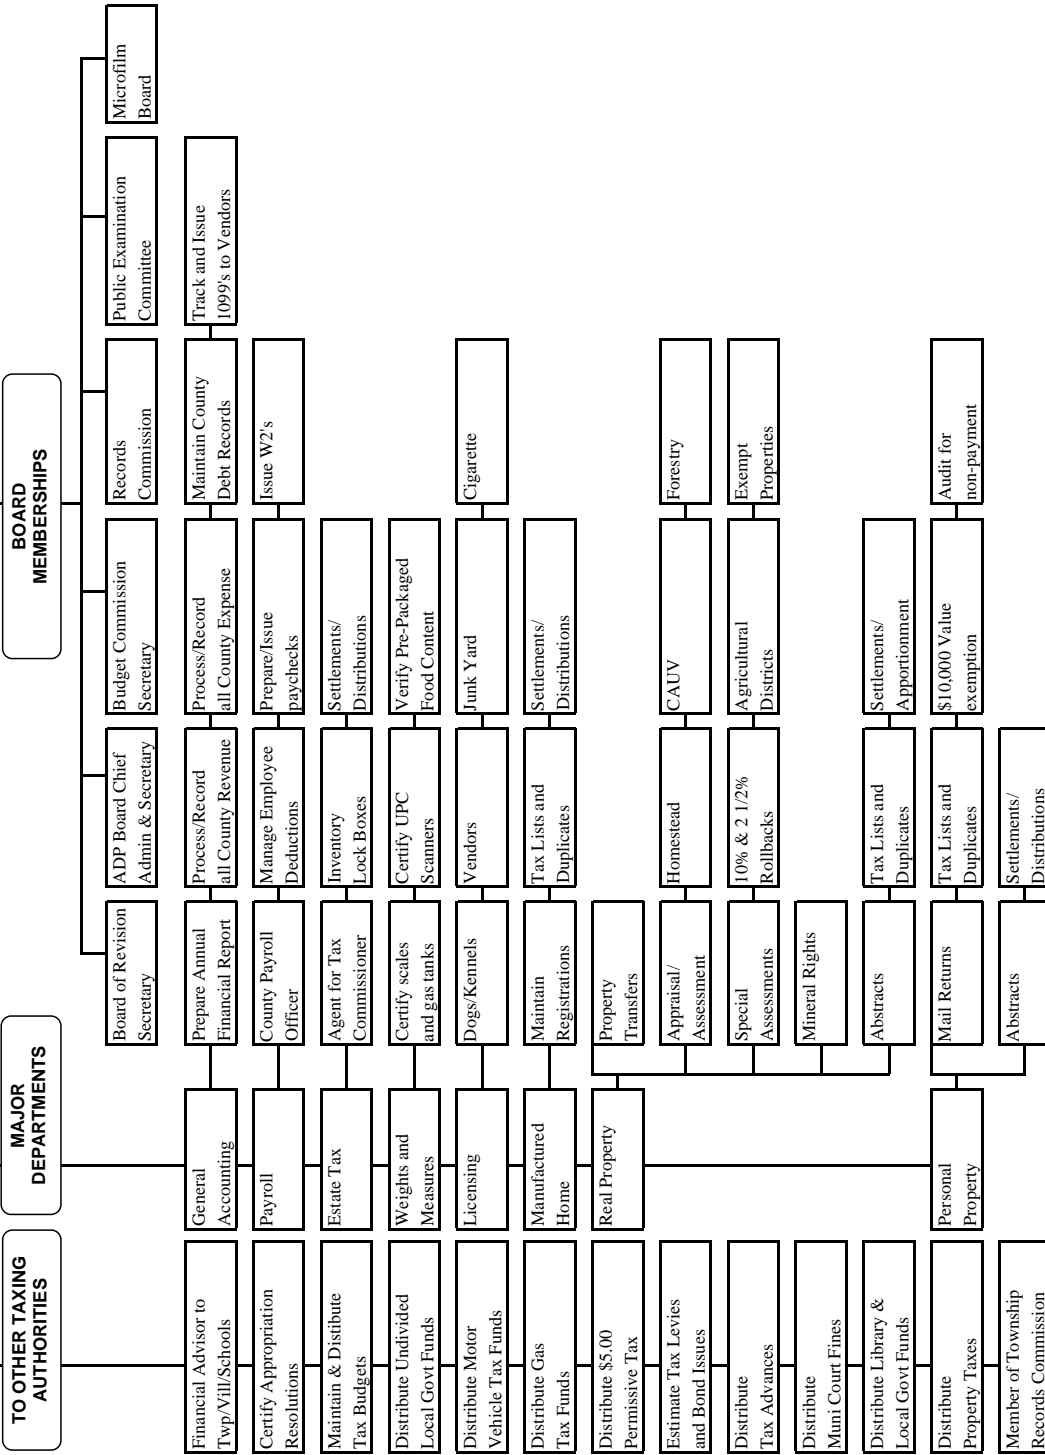 TO OTHER TAXING
AUTHORITIES
Financial Advisor to
Twp/Vill/Schools
Certify Appropriation
Resolutions
Maintain & Distibute
Tax Budgets
Distribute Undivided
Local Govt Funds
Distribute Motor
Vehicle Tax Funds
Distribute Gas
Tax Funds
Distribute $5.00
Permissive Tax
Estimate Tax Levies
and Bond Issues
Distribute
Tax Advances
Distribute
Muni Court Fines
Distribute Library &
Local Govt Funds
Distribute
Property Taxes
Member of Township
Records Commission
MAJOR
DEPARTMENTS
General
Accounting
Prepare Annual
Financial Report
Process/Record
all County Revenue
Process/Record
all County Expense
Maintain County
Debt Records
Track and Issue
1099's to Vendors
Payroll
County Payroll
Officer
Manage Employee
Deductions
Prepare/Issue
paychecks
Issue W2's
Estate Tax
Agent for Tax
Commissioner
Inventory
Lock Boxes
Settlements/
Distributions
Weights and
Measures
Certify scales
and gas tanks
Certify UPC
Scanners
Verify Pre-Packaged
Food Content
Licensing
Dogs/Kennels
Vendors
Junk Yard
Cigarette
Manufactured
Home
Maintain
Registrations
Tax Lists and
Duplicates
Settlements/
Distributions
Real Property
Property
Transfers
Appraisal/
Assessment
Homestead
CAUV
Forestry
Special
Assessments
10% & 2 1/2%
Rollbacks
Agricultural
Districts
Exempt
Properties
Mineral Rights
Abstracts
Tax Lists and
Duplicates
Settlements/
Apportionment
Personal
Property
Mail Returns
Tax Lists and
Duplicates
$10,000 Value
exemption
Audit for
non-payment
Abstracts
Settlements/
Distributions
BOARD
MEMBERSHIPS
Board of Revision
Secretary
ADP Board Chief
Admin & Secretary
Budget Commission
Secretary
Records
Commission
Public Examination
Committee
Microfilm
Board